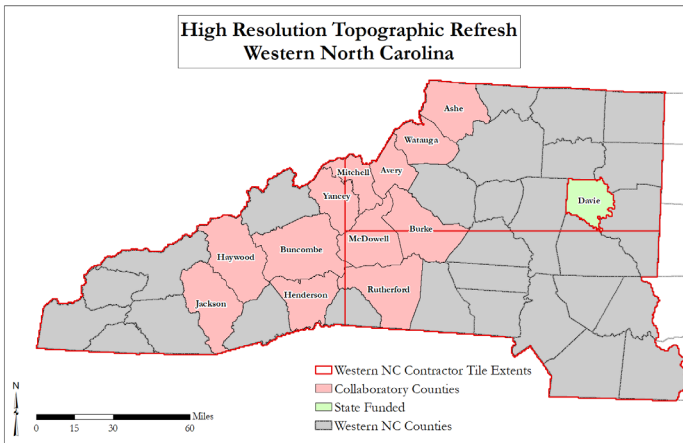 High Resolution Topographic Refresh
Western North Carolina
Ashe
Watauga
Mitchell
Avery
Yancey
Davie
Burke
McDowell
Buncombe
Haywood
Jackson
Henderson
Rutherford
Western NC Contractor Tile Extents
Collaboratory Counties
State Funded
Western NC Counties
N
Miles
0 15 30 60